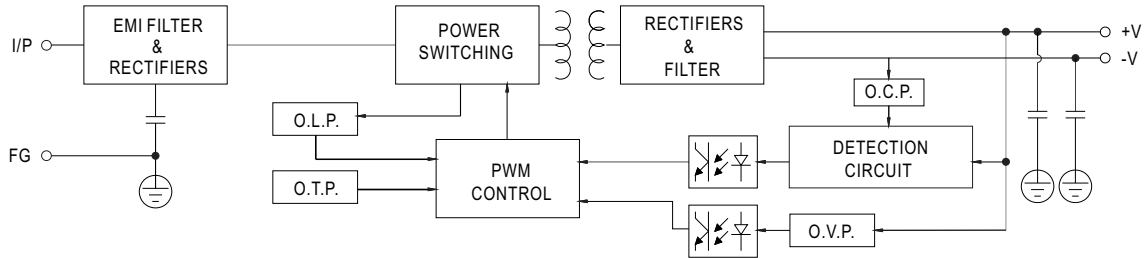 I/P
EMI FILTER
&
RECTIFIERS
POWER
SWITCHING
RECTIFIERS
&
FILTER
+V
-V
O.C.P.
O.L.P.
FG
O.T.P.
PWM
CONTROL
DETECTION
CIRCUIT
O.V.P.